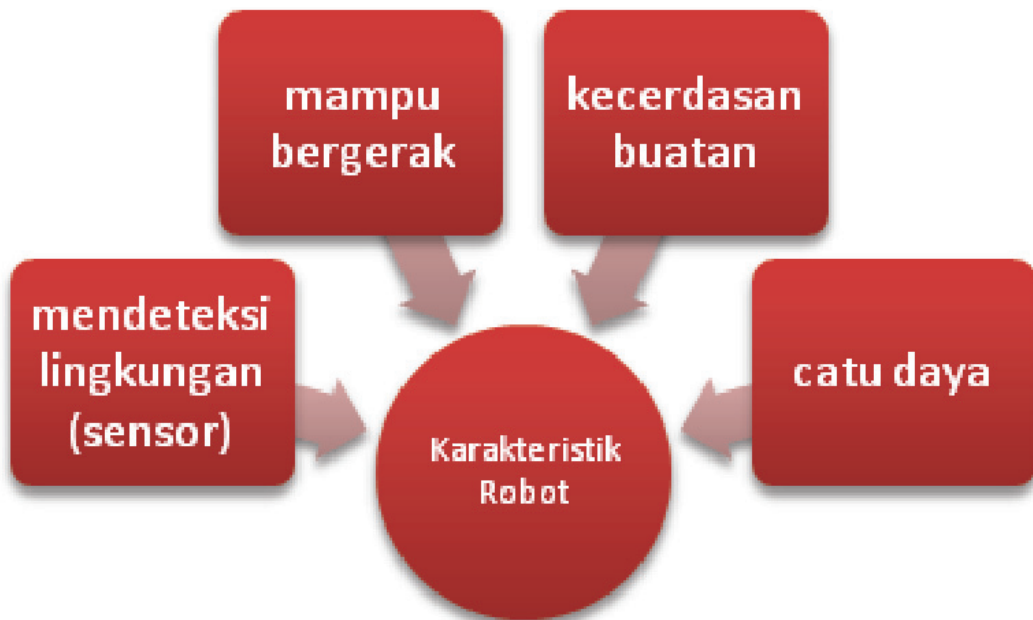 mampu
bergerak
kecerdasan
buatan
mendeteksi
lingkungan
(sensor)
catu daya
Karakteristik
Robot